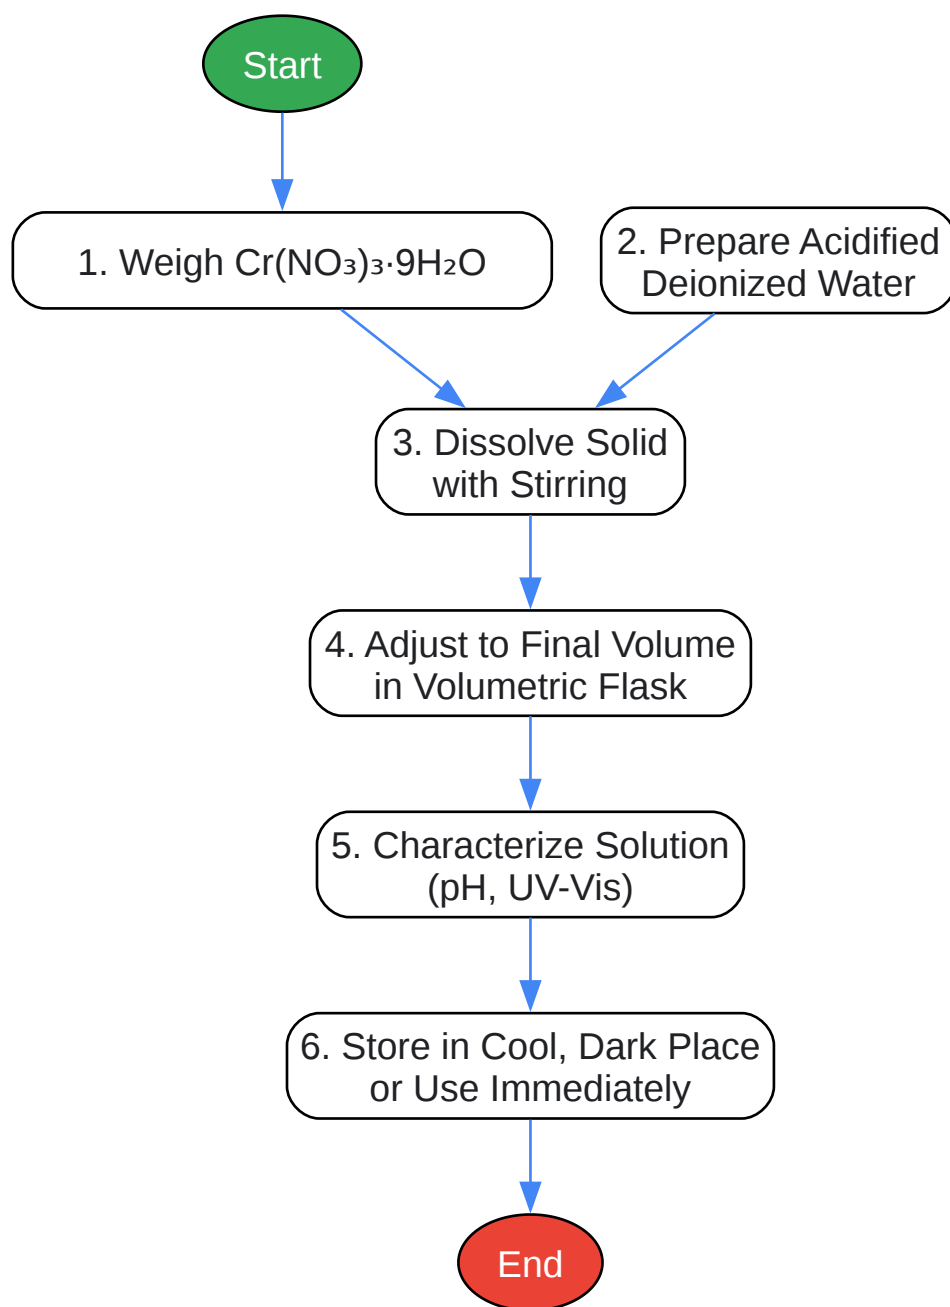 Start
1. Weigh Cr(NO₃)₃·9H₂O
2. Prepare Acidified
Deionized Water
3. Dissolve Solid
with Stirring
4. Adjust to Final Volume
in Volumetric Flask
5. Characterize Solution
(pH, UV-Vis)
6. Store in Cool, Dark Place
or Use Immediately
End